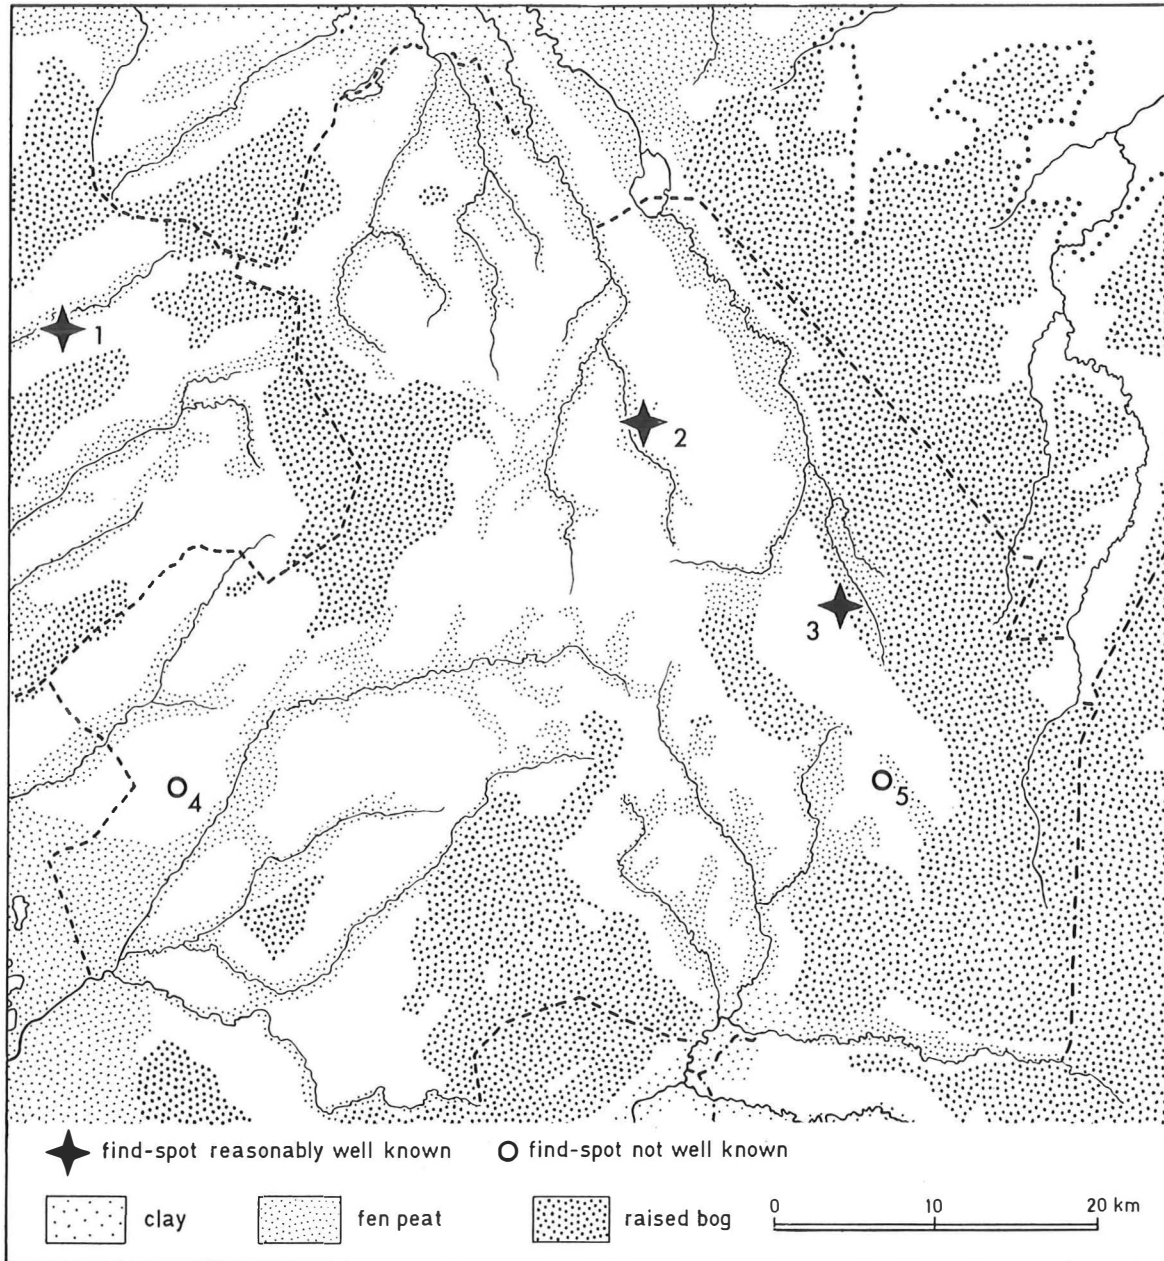 1
2
3
4
5
find-spot reasonably well known
find-spot not well known
clay
fen peat
raised bog
0 10 20 km